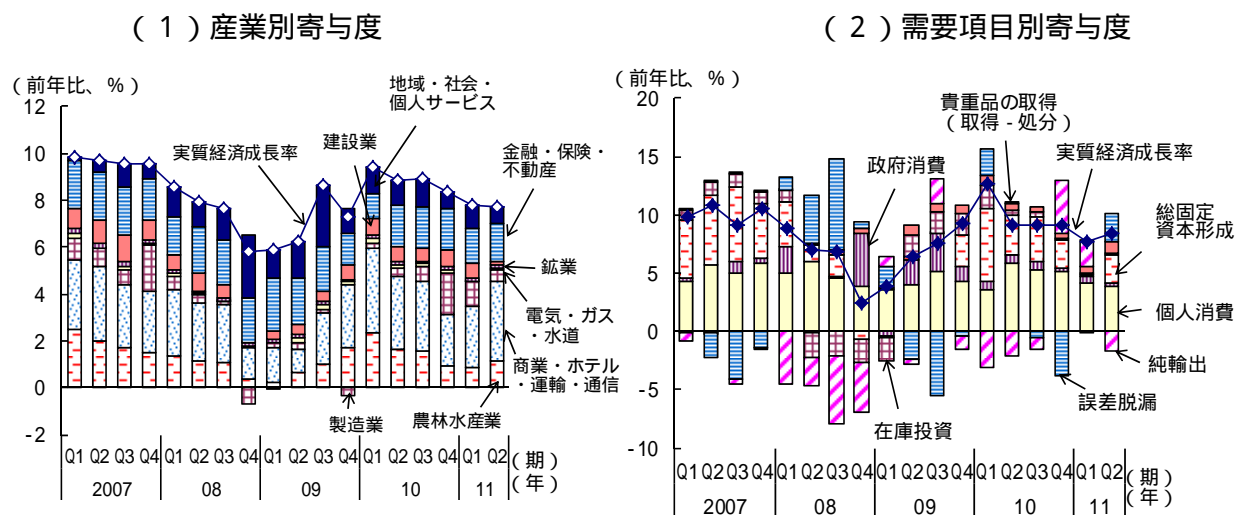 （１）産業別寄与度
（前年比、％）
地域・社会・
個人サービス
建設業
実質経済成長率
金融・保険・
不動産
鉱業
電気・ガス
・水道
商業・ホテル
・運輸・通信
農林水産業
製造業
12
10
8
6
4
2
0
-2
Q1 Q2 Q3 Q4 Q1 Q2 Q3 Q4 Q1 Q2 Q3 Q4 Q1 Q2 Q3 Q4 Q1 Q2 （期）
2007 08 09 10 11 （年）
（２）需要項目別寄与度
（前年比、％）
貴重品の取得
（取得－処分）
実質経済成長率
政府消費
総固定
資本形成
個人消費
純輸出
誤差脱漏
在庫投資
20
15
10
5
0
-5
-10
Q1 Q2 Q3 Q4 Q1 Q2 Q3 Q4 Q1 Q2 Q3 Q4 Q1 Q2 Q3 Q4 Q1 Q2 （期）
2007 08 09 10 11 （年）